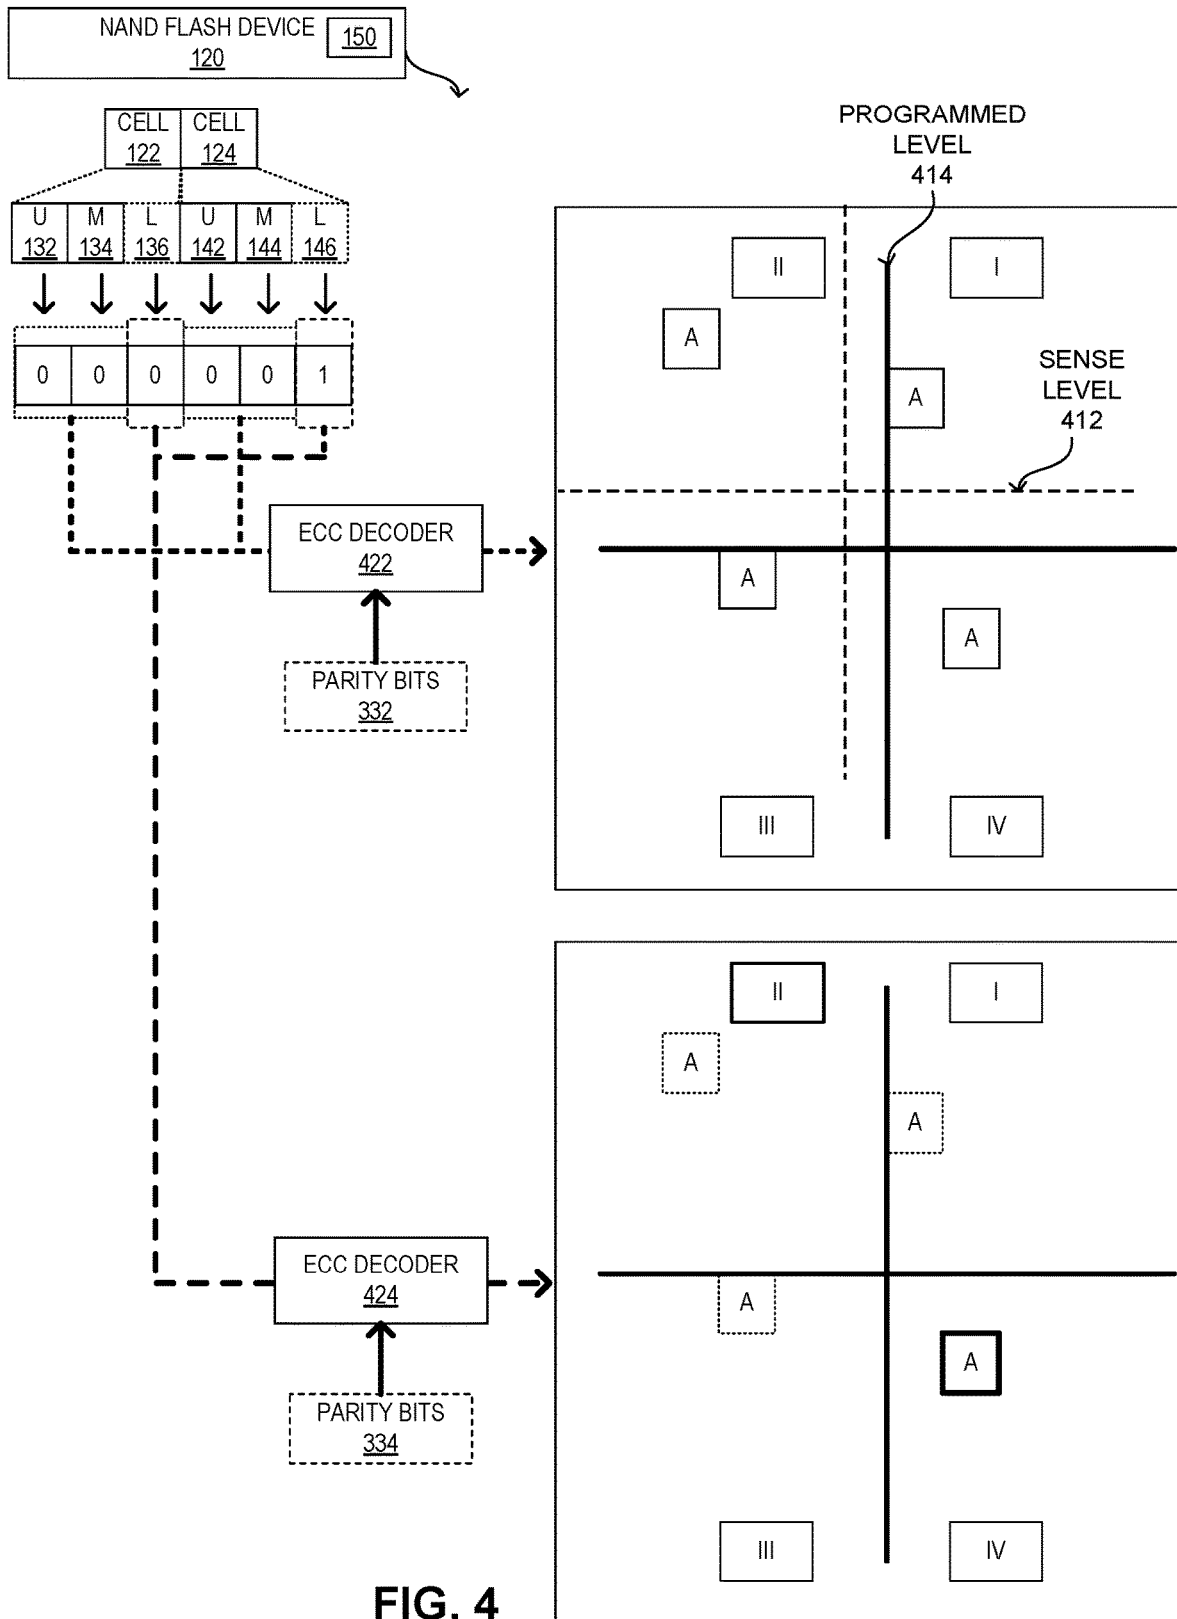 NAND FLASH DEVICE
120
150
CELL
122
CELL
124
U
132
M
134
L
136
U
142
M
144
L
146
0 0 0 0 0 1
ECC DECODER
422
PARITY BITS
332
PROGRAMMED
LEVEL
414
SENSE
LEVEL
412
II
I
A
A
A
A
III
IV
ECC DECODER
424
PARITY BITS
334
II
I
A
A
A
A
III
IV
FIG. 4